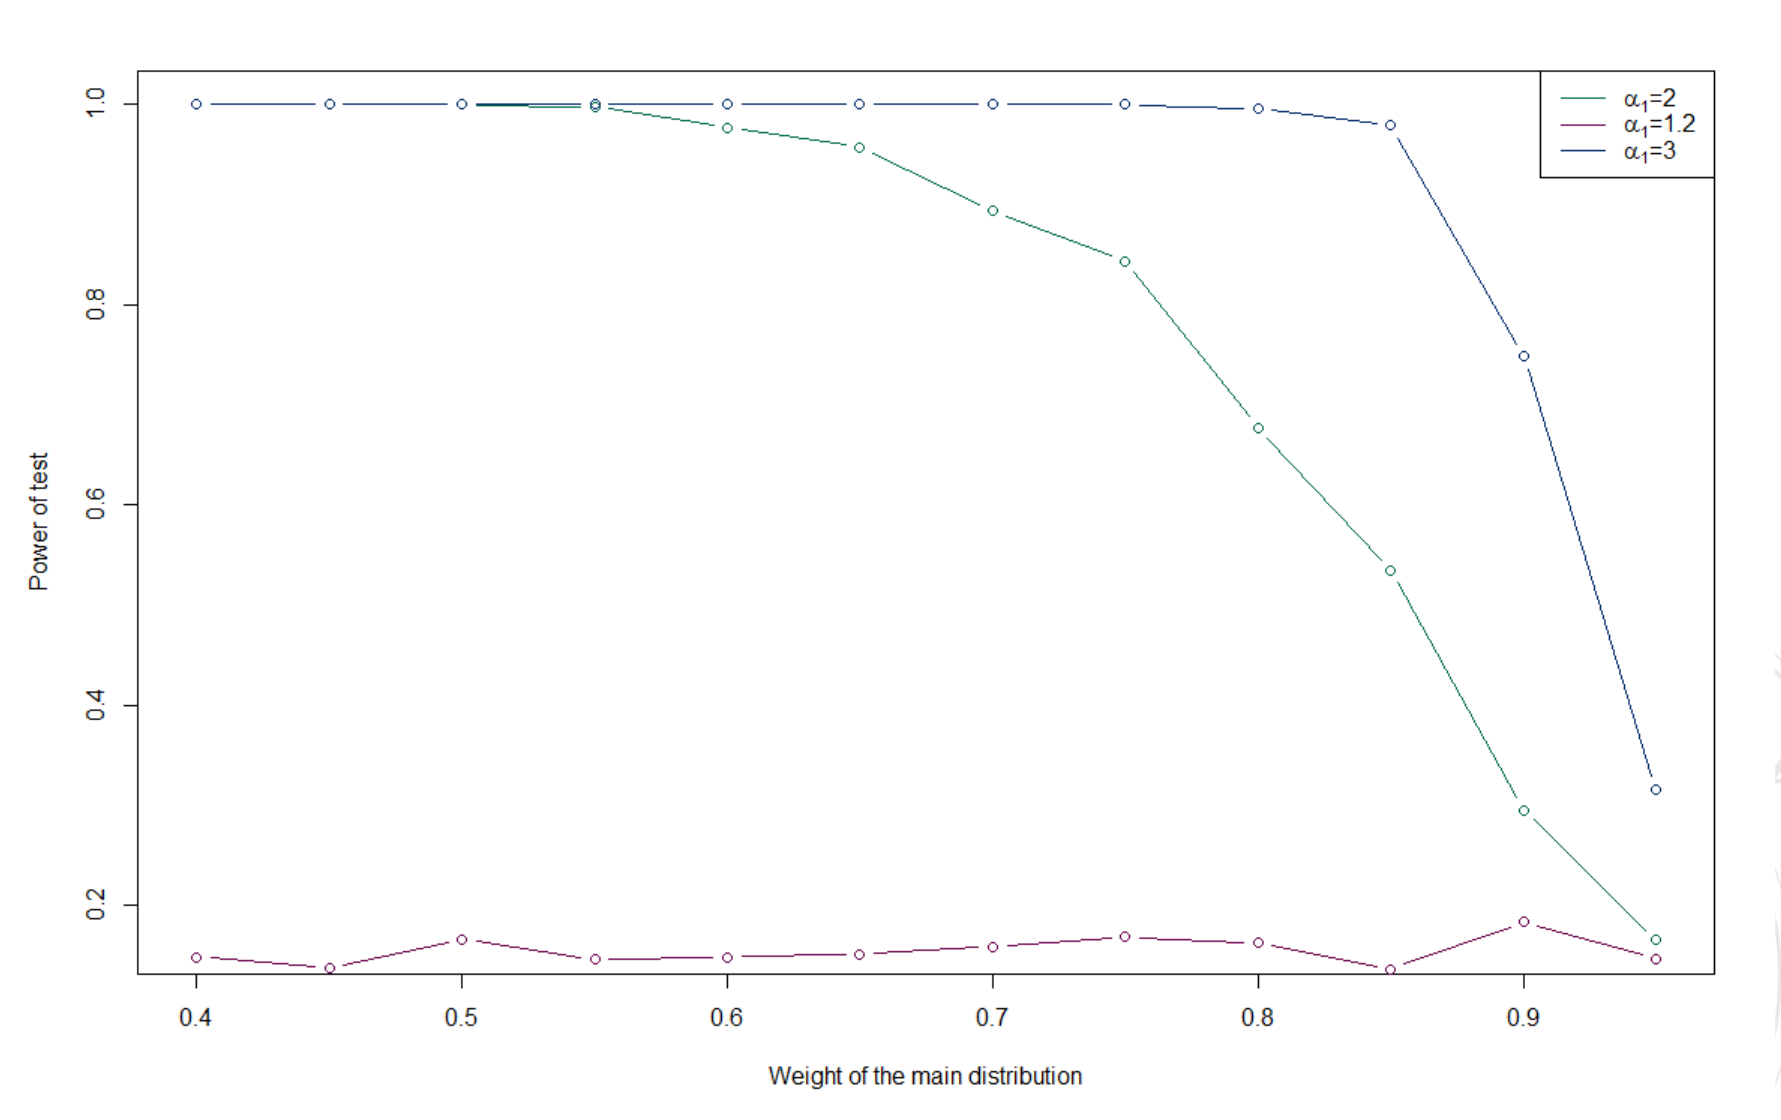 α₁=2
α₁=1.2
α₁=3
1.0
0.8
0.6
0.4
0.2
Power of test
0.4 0.5 0.6 0.7 0.8 0.9
Weight of the main distribution